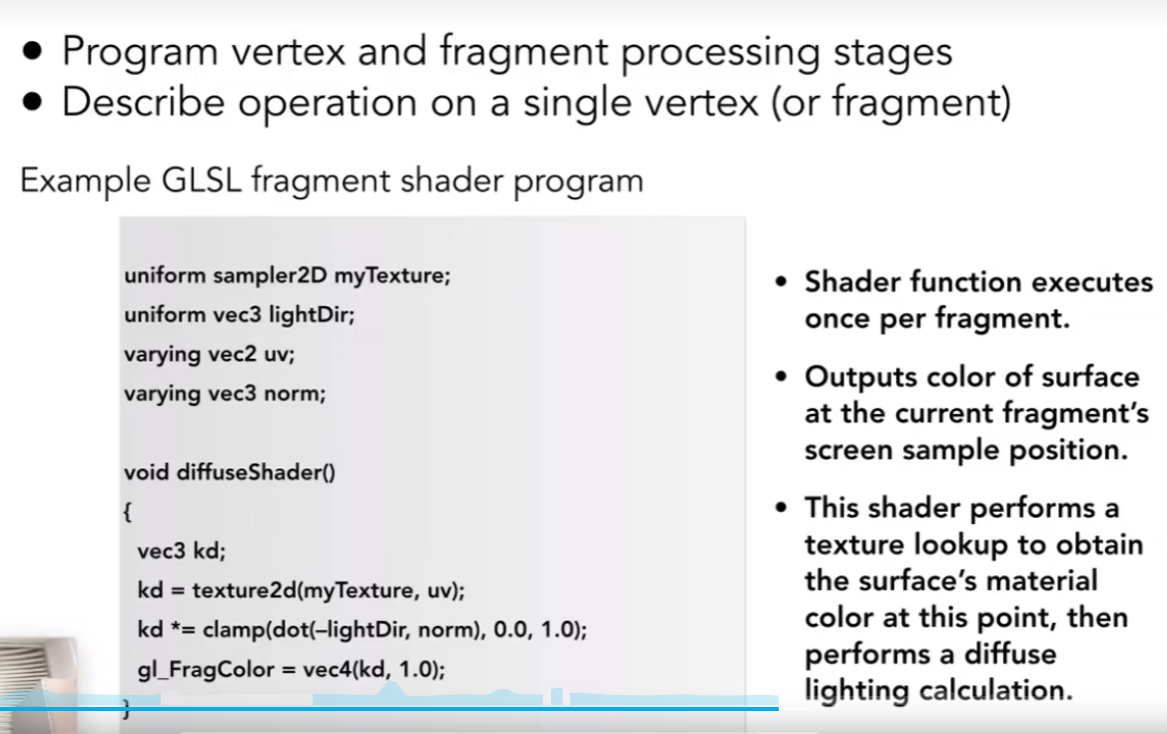 ● Program vertex and fragment processing stages
● Describe operation on a single vertex (or fragment)
Example GLSL fragment shader program
uniform sampler2D myTexture;
uniform vec3 lightDir;
varying vec2 uv;
varying vec3 norm;
void diffuseShader()
{
vec3 kd;
kd = texture2d(myTexture, uv);
kd *= clamp(dot(–lightDir, norm), 0.0, 1.0);
gl_FragColor = vec4(kd, 1.0);
}
• Shader function executes
once per fragment.
• Outputs color of surface
at the current fragment’s
screen sample position.
• This shader performs a
texture lookup to obtain
the surface’s material
color at this point, then
performs a diffuse
lighting calculation.